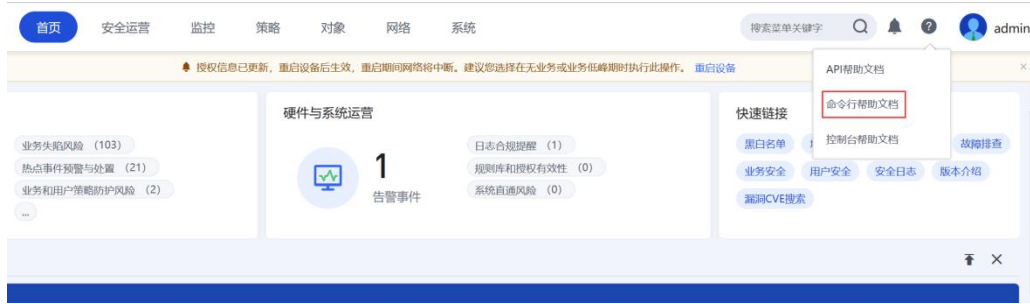 首页 安全运营 监控 策略 对象 网络 系统 搜索菜单关键字 admin
授权信息已更新，重启设备后生效，重启期间网络将中断。建议您选择在无业务或业务低峰期时执行此操作。 重启设备
API帮助文档
命令行帮助文档
控制台帮助文档
业务失陷风险 （103）
热点事件预警与处置 （21）
业务和用户策略防护风险 （2）
...
硬件与系统运营
1
告警事件
日志合规提醒 （1）
规则库和授权有效性 （0）
系统直通风险 （0）
快速链接
黑白名单 故障排查
业务安全 用户安全 安全日志 版本介绍
漏洞CVE搜索